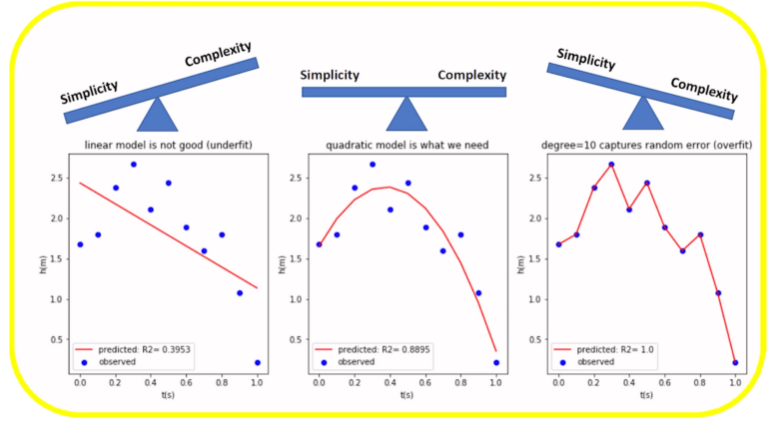 Simplicity
Complexity
Simplicity
Complexity
Simplicity
Complexity
linear model is not good (underfit)
2.5
2.0
1.5
1.0
0.5
h(m)
predicted: R2= 0.3953
observed
0.0 0.2 0.4 0.6 0.8 1.0
t(s)
quadratic model is what we need
2.5
2.0
1.5
1.0
0.5
h(m)
predicted: R2= 0.8895
observed
0.0 0.2 0.4 0.6 0.8 1.0
t(s)
degree=10 captures random error (overfit)
2.5
2.0
1.5
1.0
0.5
h(m)
predicted: R2= 1.0
observed
0.0 0.2 0.4 0.6 0.8 1.0
t(s)